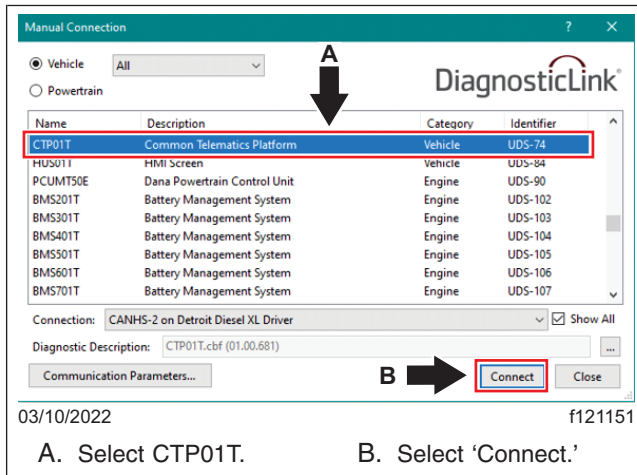 Manual Connection ? ×
Vehicle All A
Powertrain DiagnosticLink®
Name Description Category Identifier
CTP01T Common Telematics Platform Vehicle UDS-74
HUS01T HMI Screen Vehicle UDS-84
PCUMT50E Dana Powertrain Control Unit Engine UDS-90
BMS201T Battery Management System Engine UDS-102
BMS301T Battery Management System Engine UDS-103
BMS401T Battery Management System Engine UDS-104
BMS501T Battery Management System Engine UDS-105
BMS601T Battery Management System Engine UDS-106
BMS701T Battery Management System Engine UDS-107
Connection: CANHS-2 on Detroit Diesel XL Driver Show All
Diagnostic Description: CTP01T.cbf (01.00.681) ...
Communication Parameters... B Connect Close
03/10/2022 f121151
A. Select CTP01T. B. Select ‘Connect.’